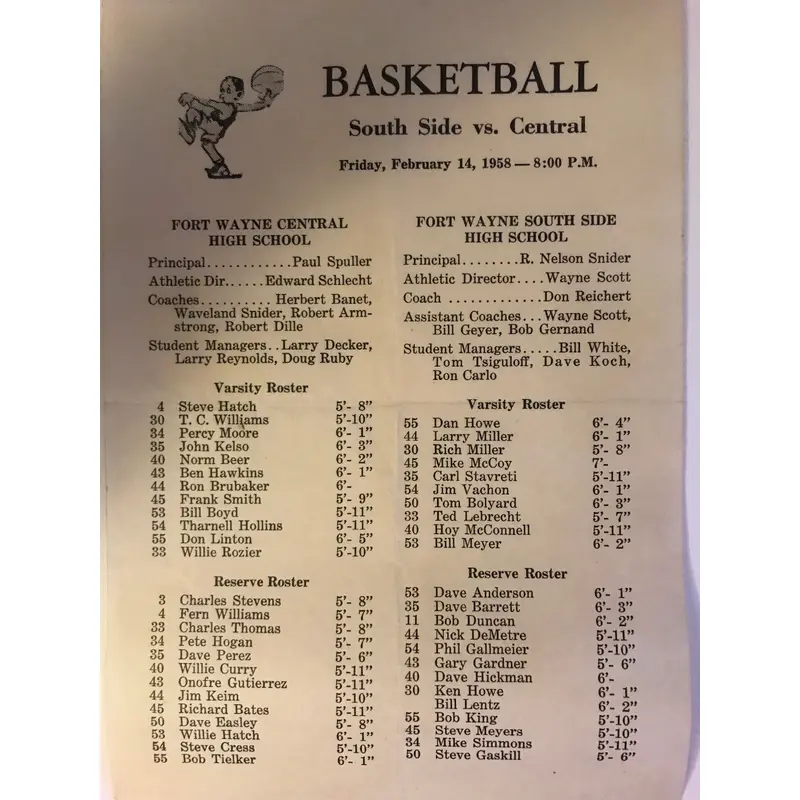 BASKETBALL
South Side vs. Central
Friday, February 14, 1958 — 8:00 P.M.
FORT WAYNE CENTRAL
HIGH SCHOOL
Principal............Paul Spuller
Athletic Dir......Edward Schlecht
Coaches.......... Herbert Banet,
Waveland Snider, Robert Arm-
strong, Robert Dille
Student Managers..Larry Decker,
Larry Reynolds, Doug Ruby
Varsity Roster
4 Steve Hatch 5'- 8"
30 T. C. Williams 5'-10"
34 Percy Moore 6'- 1"
35 John Kelso 6'- 3"
40 Norm Beer 6'- 2"
43 Ben Hawkins 6'- 1"
44 Ron Brubaker 6'-
45 Frank Smith 5'- 9"
53 Bill Boyd 5'-11"
54 Tharnell Hollins 5'-11"
55 Don Linton 6'- 5"
33 Willie Rozier 5'-10"
Reserve Roster
3 Charles Stevens 5'- 8"
4 Fern Williams 5'- 7"
33 Charles Thomas 5'- 8"
34 Pete Hogan 5'- 7"
35 Dave Perez 5'- 6"
40 Willie Curry 5'-11"
43 Onofre Gutierrez 5'-11"
44 Jim Keim 5'-10"
45 Richard Bates 5'-11"
50 Dave Easley 5'- 8"
53 Willie Hatch 6'- 1"
54 Steve Cress 5'-10"
55 Bob Tielker 6'- 1"
FORT WAYNE SOUTH SIDE
HIGH SCHOOL
Principal........R. Nelson Snider
Athletic Director....Wayne Scott
Coach .............Don Reichert
Assistant Coaches...Wayne Scott,
Bill Geyer, Bob Gernand
Student Managers.....Bill White,
Tom Tsiguloff, Dave Koch,
Ron Carlo
Varsity Roster
55 Dan Howe 6'- 4"
44 Larry Miller 6'- 1"
30 Rich Miller 5'- 8"
45 Mike McCoy 7'-
35 Carl Stavreti 5'-11"
54 Jim Vachon 6'- 1"
50 Tom Bolyard 6'- 3"
33 Ted Lebrecht 5'- 7"
40 Hoy McConnell 5'-11"
53 Bill Meyer 6'- 2"
Reserve Roster
53 Dave Anderson 6'- 1"
35 Dave Barrett 6'- 3"
11 Bob Duncan 6'- 2"
44 Nick DeMetre 5'-11"
54 Phil Gallmeier 5'-10"
43 Gary Gardner 5'- 6"
40 Dave Hickman 6'-
30 Ken Howe 6'- 1"
Bill Lentz 6'- 2"
55 Bob King 5'-10"
45 Steve Meyers 5'-10"
34 Mike Simmons 5'-11"
50 Steve Gaskill 5'- 6"